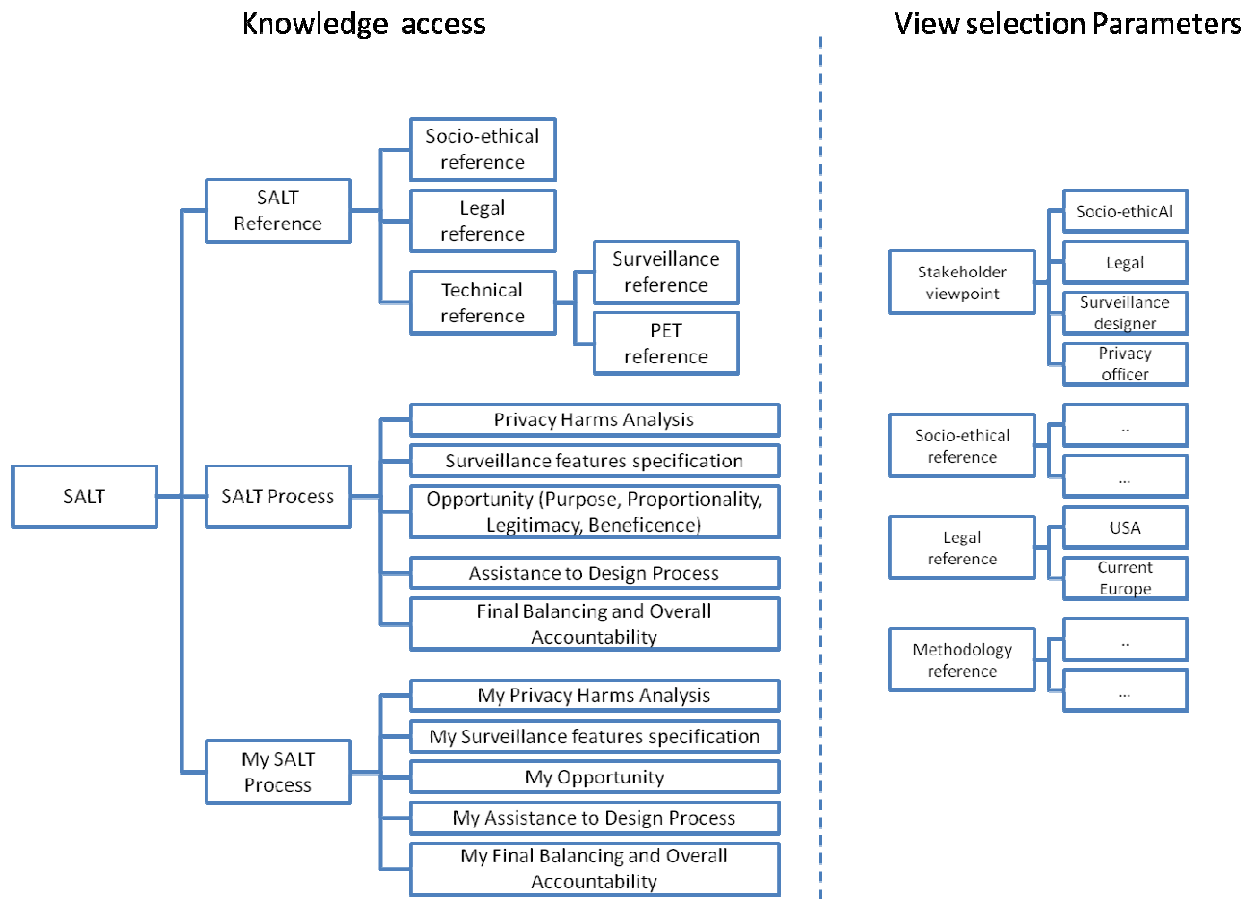 Knowledge access
View selection Parameters
SALT
SALT
Reference
Socio-ethical
reference
Legal
reference
Technical
reference
Surveillance
reference
PET
reference
SALT Process
Privacy Harms Analysis
Surveillance features specification
Opportunity (Purpose, Proportionality,
Legitimacy, Beneficence)
Assistance to Design Process
Final Balancing and Overall
Accountability
My SALT
Process
My Privacy Harms Analysis
My Surveillance features specification
My Opportunity
My Assistance to Design Process
My Final Balancing and Overall
Accountability
Stakeholder
viewpoint
Socio-ethicAl
Legal
Surveillance
designer
Privacy
officer
Socio-ethical
reference
..
...
Legal
reference
USA
Current
Europe
Methodology
reference
..
...